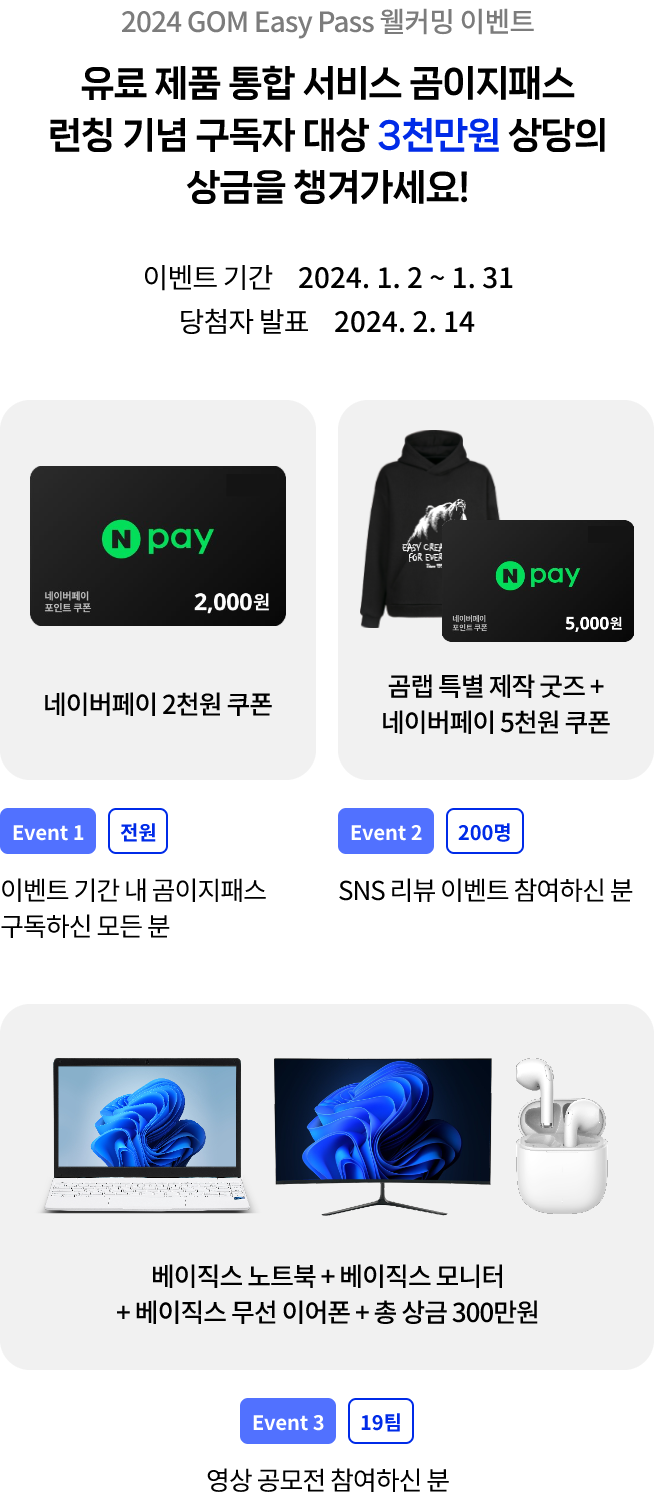 2024 GOM Easy Pass 웰커밍 이벤트
유료 제품 통합 서비스 곰이지패스
런칭 기념 구독자 대상 3천만원 상당의
상금을 챙겨가세요!
이벤트 기간 2024. 1. 2 ~ 1. 31
당첨자 발표 2024. 2. 14
N pay
네이버페이
포인트 쿠폰
2,000원
네이버페이 2천원 쿠폰
EASY CREA
FOR EVER
N pay
네이버페이
포인트 쿠폰
5,000원
곰랩 특별 제작 굿즈 +
네이버페이 5천원 쿠폰
Event 1 전원
이벤트 기간 내 곰이지패스
구독하신 모든 분
Event 2 200명
SNS 리뷰 이벤트 참여하신 분
베이직스 노트북 + 베이직스 모니터
+ 베이직스 무선 이어폰 + 총 상금 300만원
Event 3 19팀
영상 공모전 참여하신 분